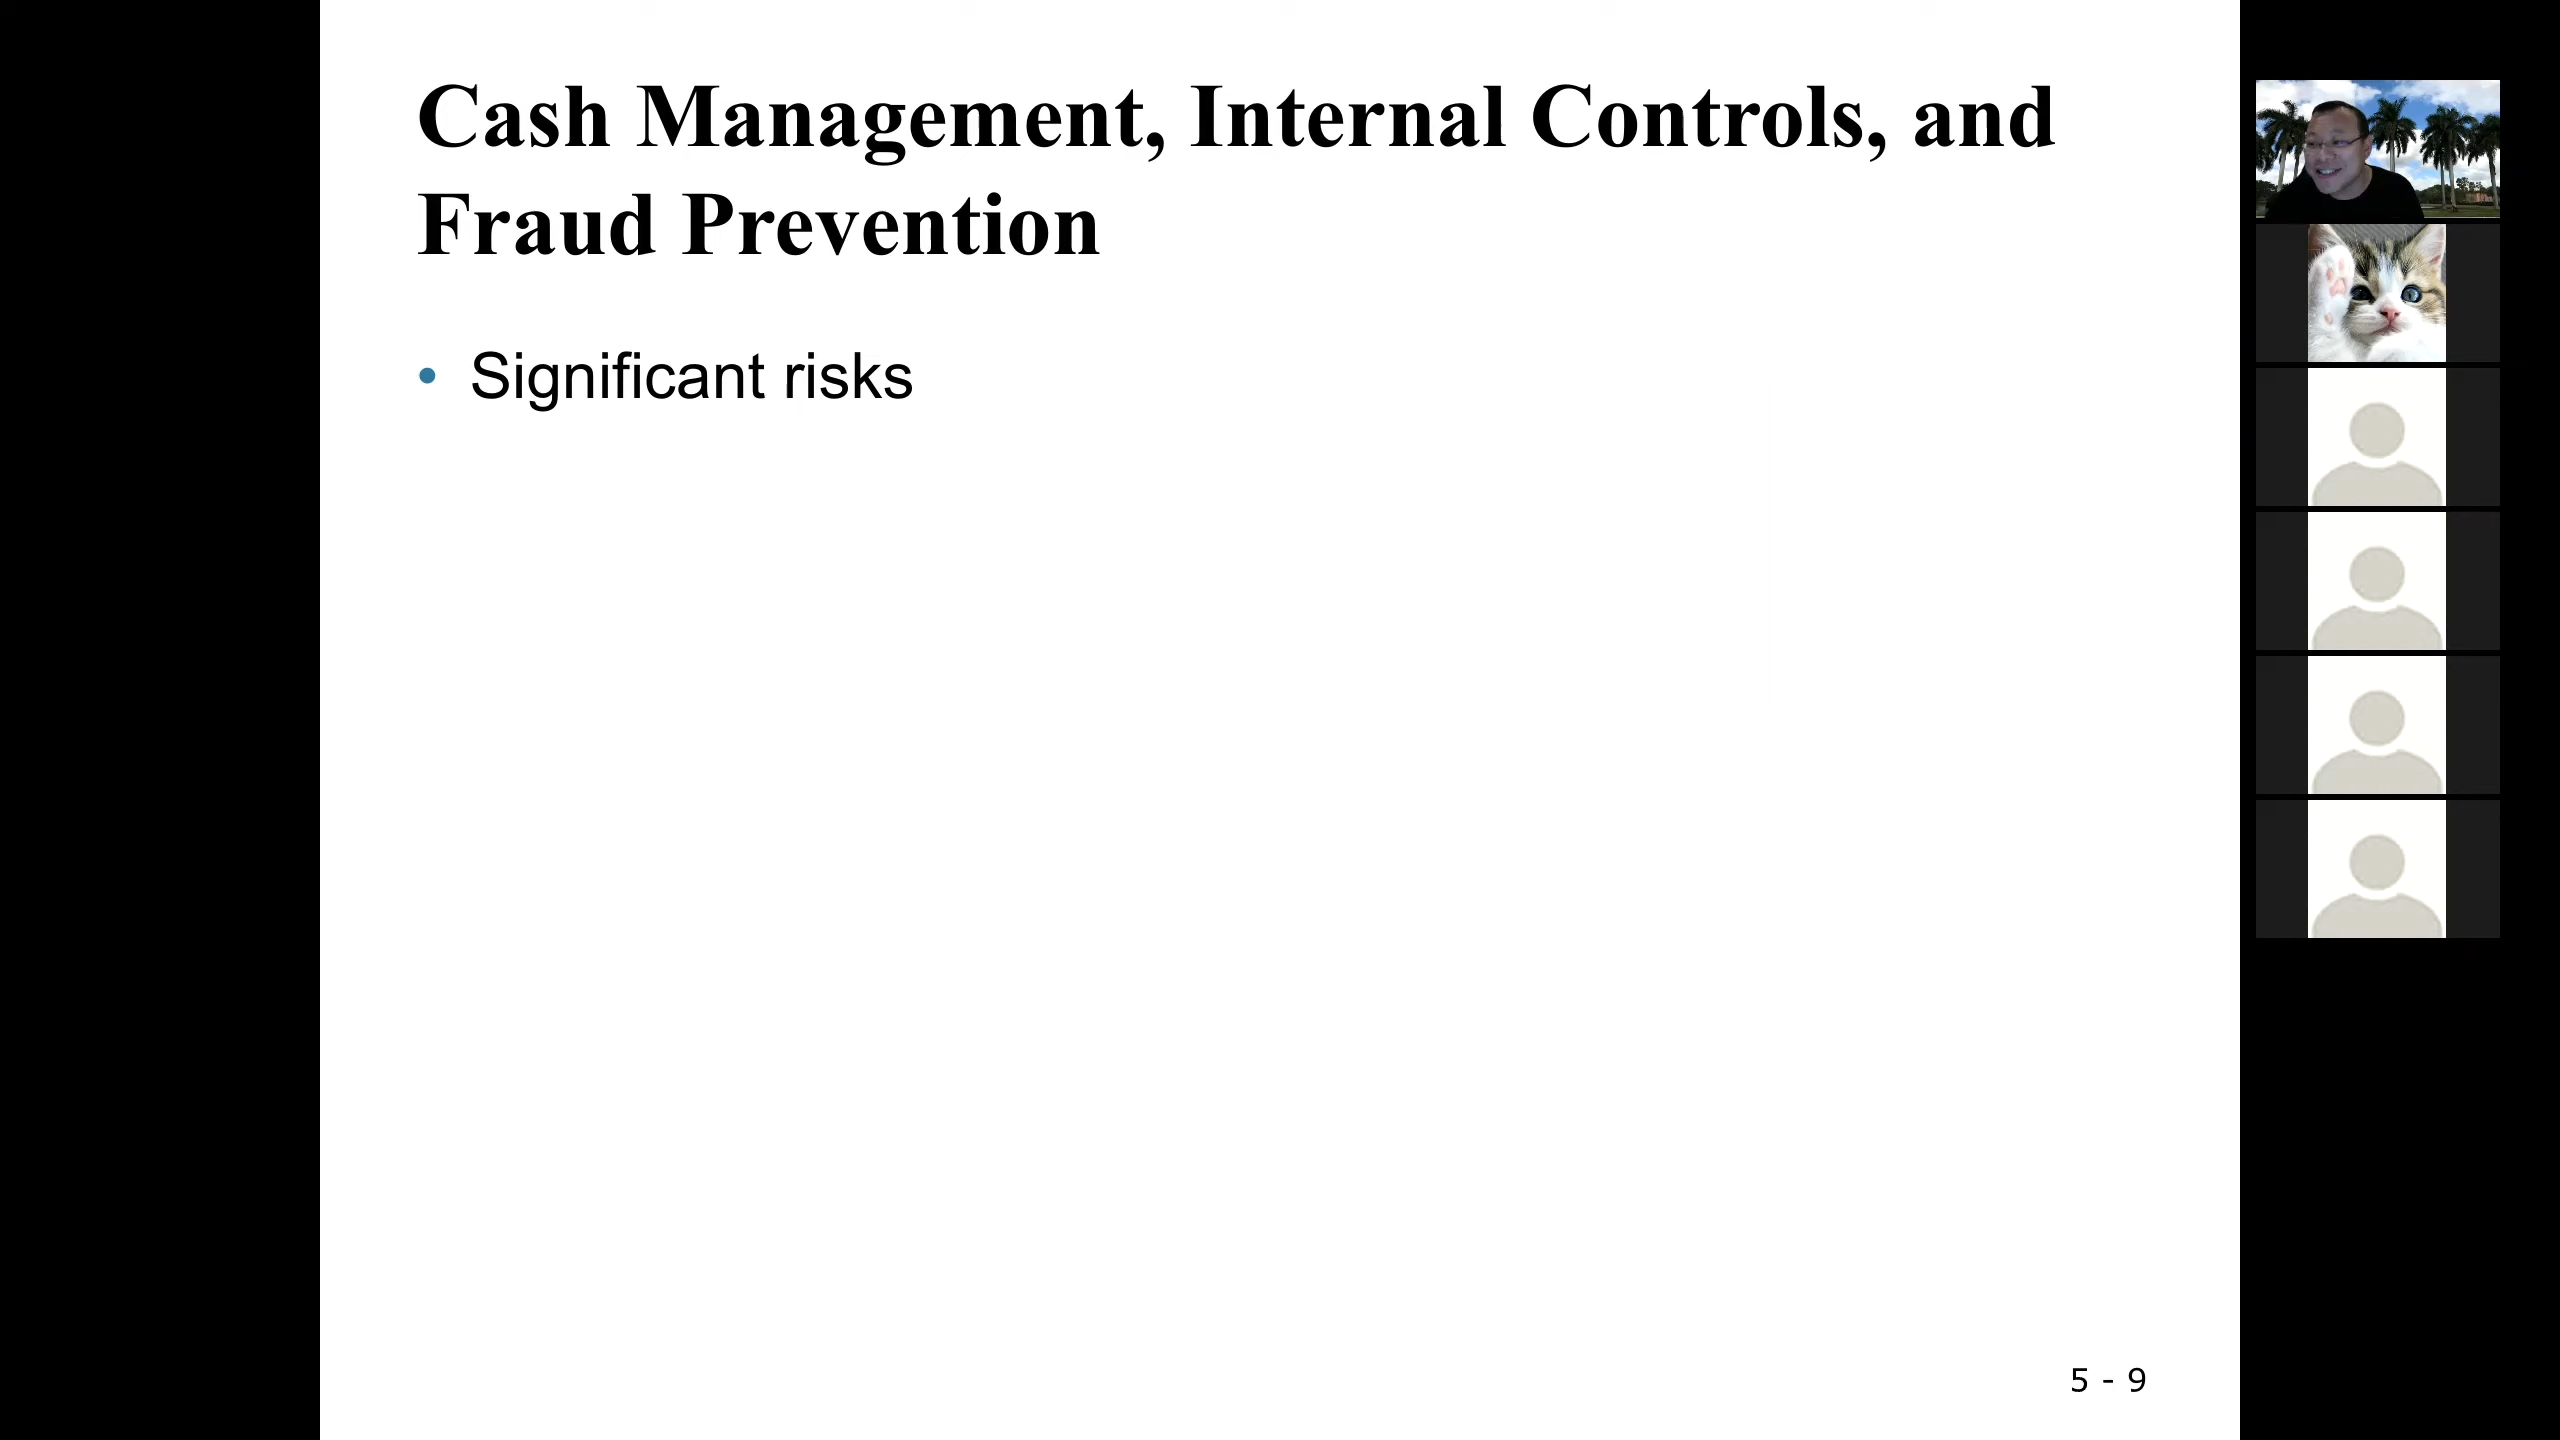 Cash Management, Internal Controls, and
Fraud Prevention
• Significant risks
5 - 9